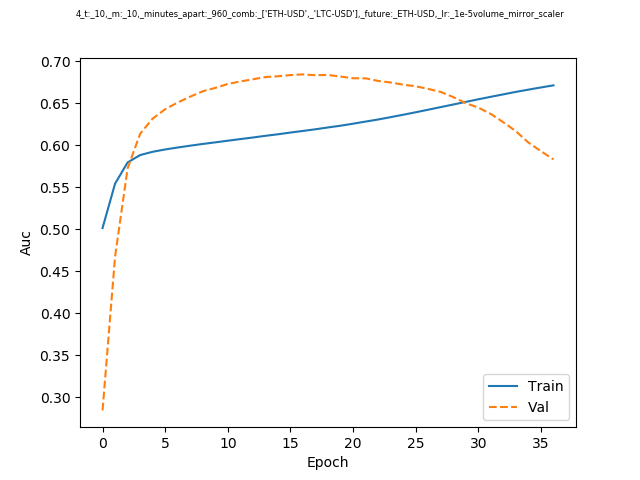 4_t:_10,_m:_10,_minutes_apart:_960_comb:_['ETH-USD',_'LTC-USD'],_future:_ETH-USD,_lr:_1e-5volume_mirror_scaler
0.70
0.65
0.60
0.55
0.50
0.45
0.40
0.35
0.30
Auc
0 5 10 15 20 25 30 35
Epoch
Train
Val